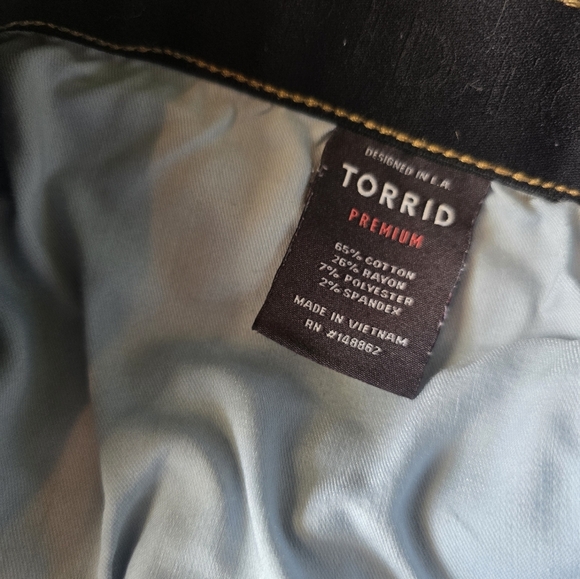 DESIGNED IN L.A.
TORRID
PREMIUM
65% COTTON
26% RAYON
7% POLYESTER
2% SPANDEX
MADE IN VIETNAM
RN #148862